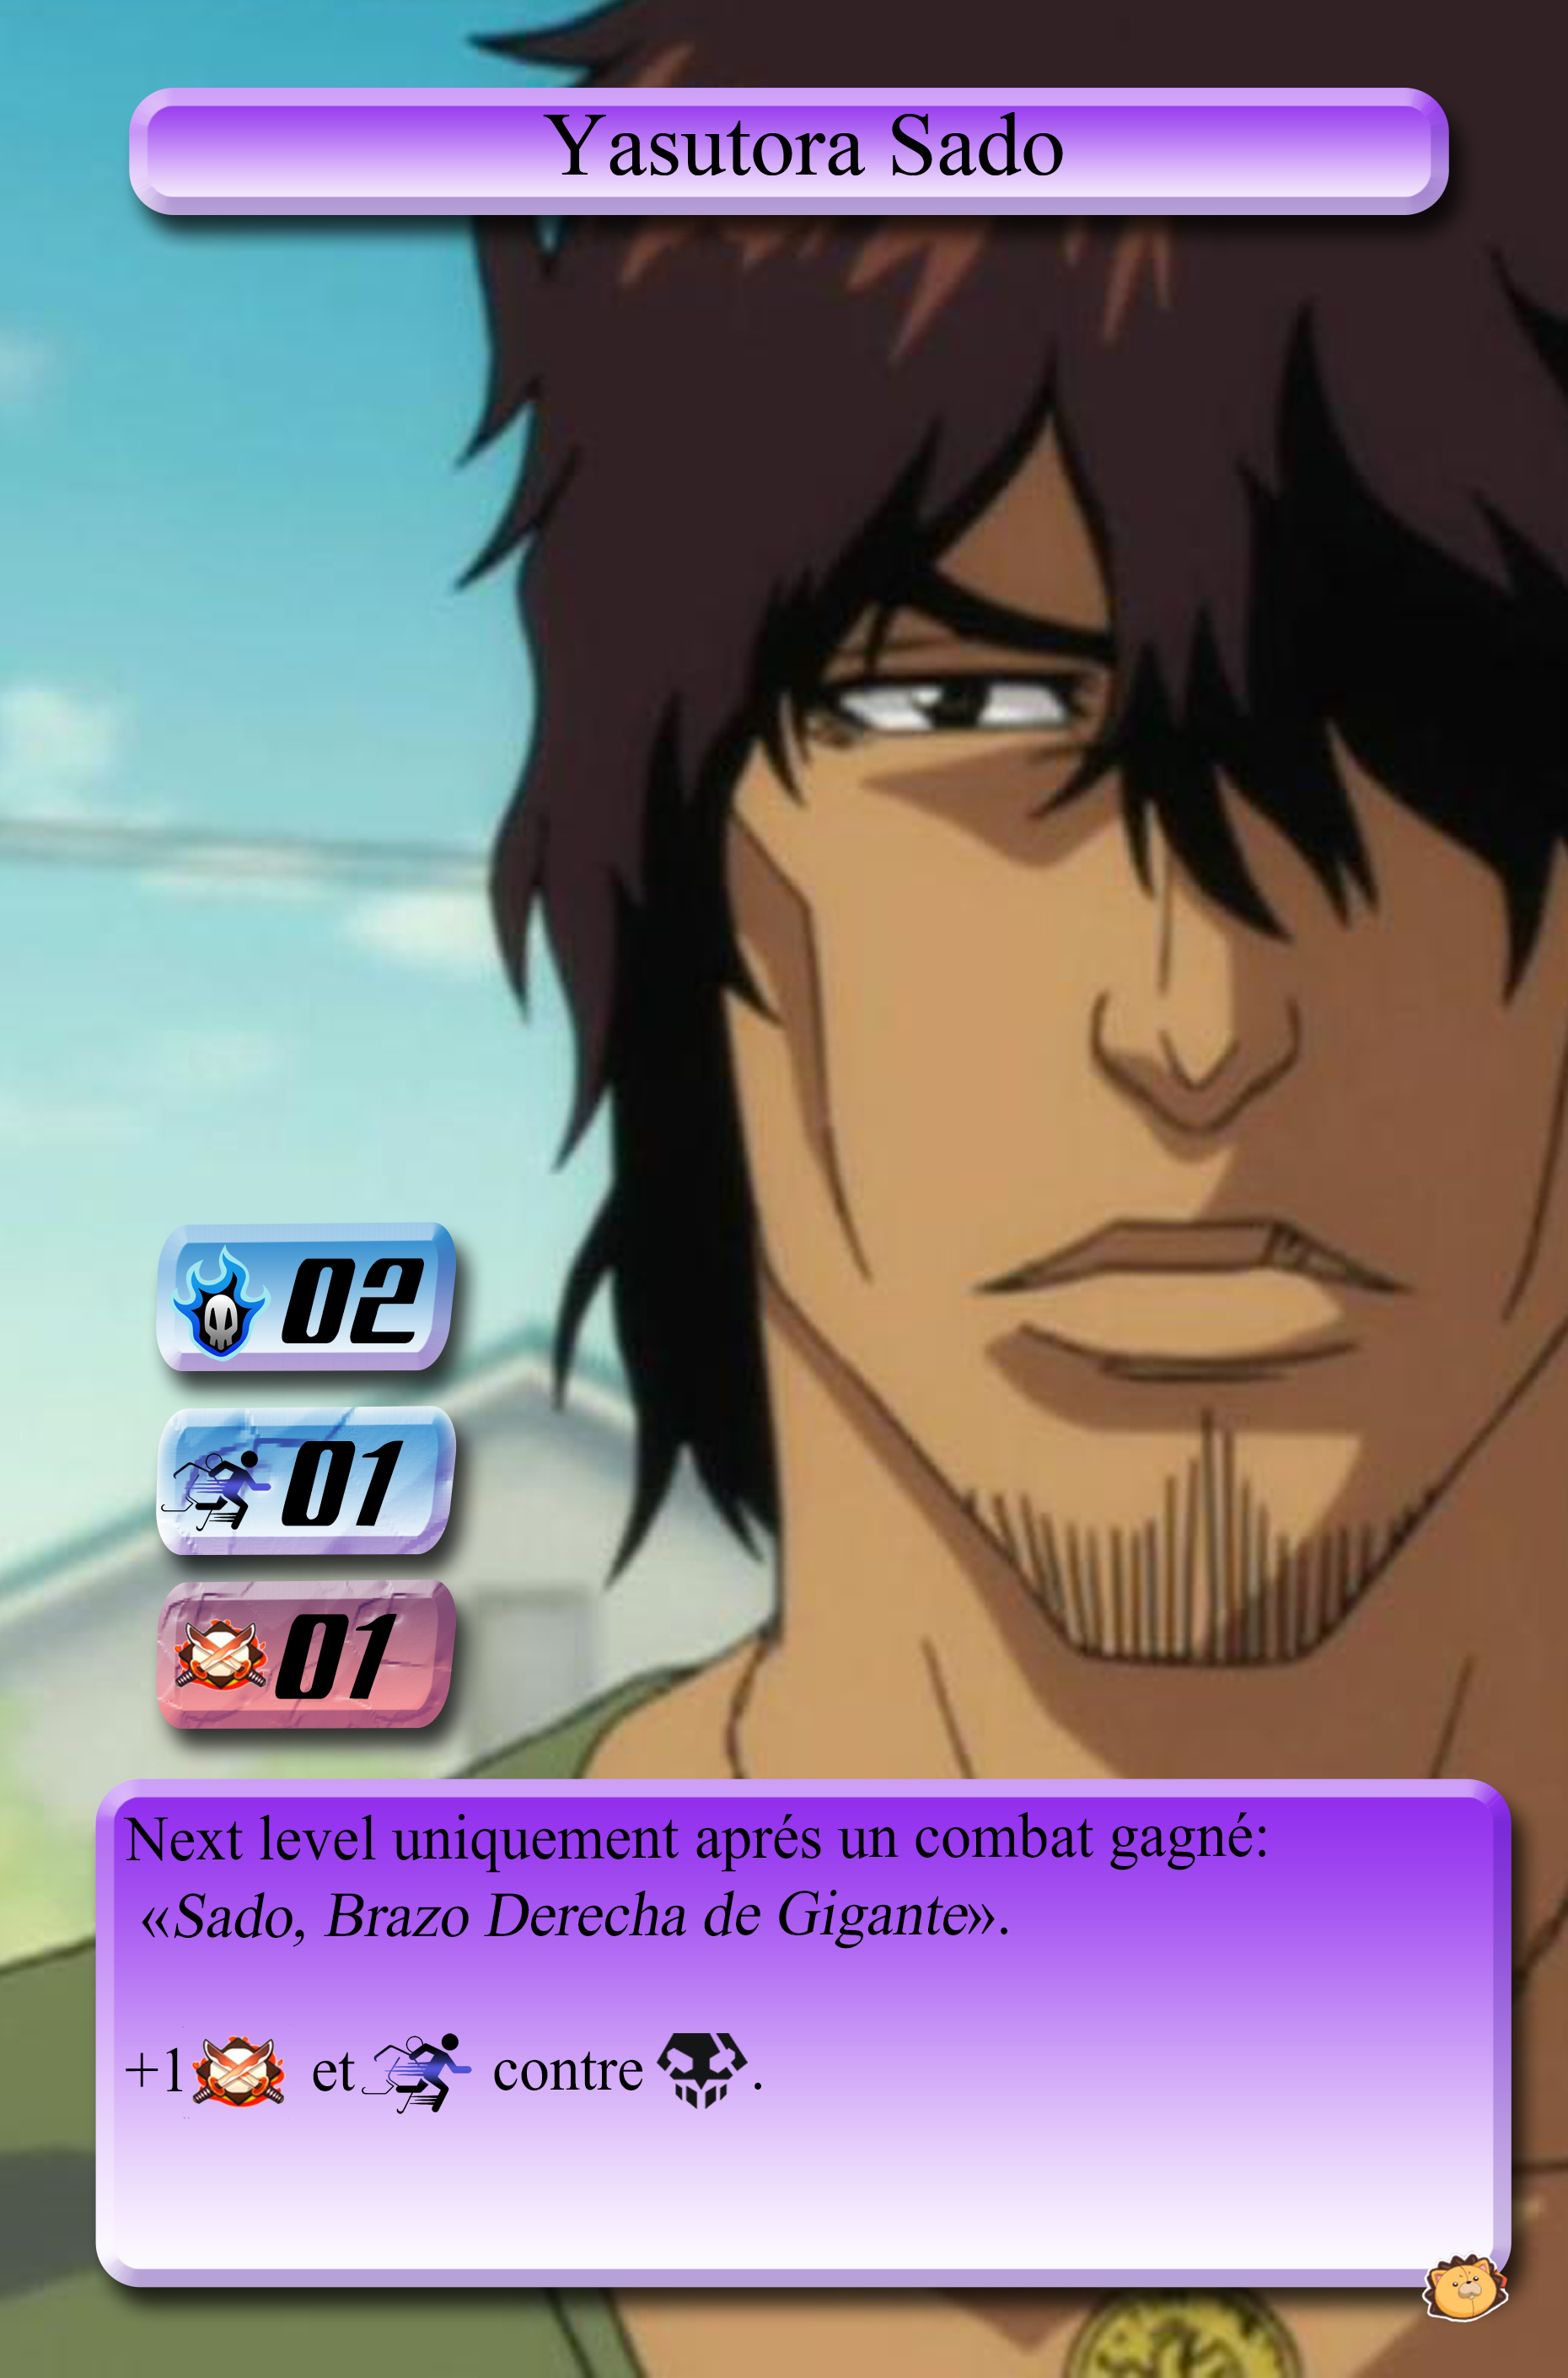 Yasutora Sado
02
01
01
Next level uniquement aprés un combat gagné:
«Sado, Brazo Derecha de Gigante».
+1 et contre .